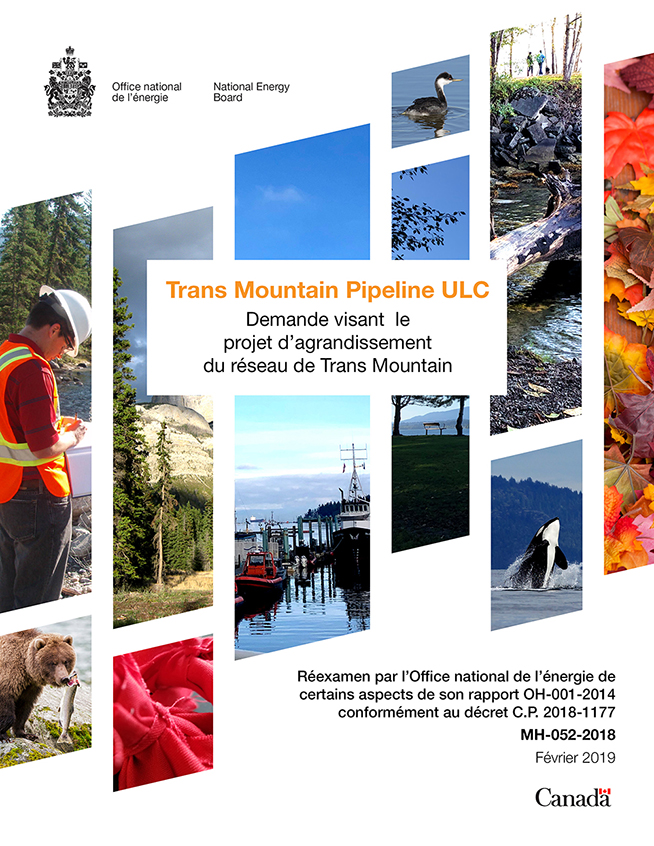 Office national
de l'énergie
National Energy
Board
Trans Mountain Pipeline ULC
Demande visant le
projet d'agrandissement
du réseau de Trans Mountain
Réexamen par l'Office national de l'énergie de
certains aspects de son rapport OH-001-2014
conformément au décret C.P. 2018-1177
MH-052-2018
Février 2019
Canada